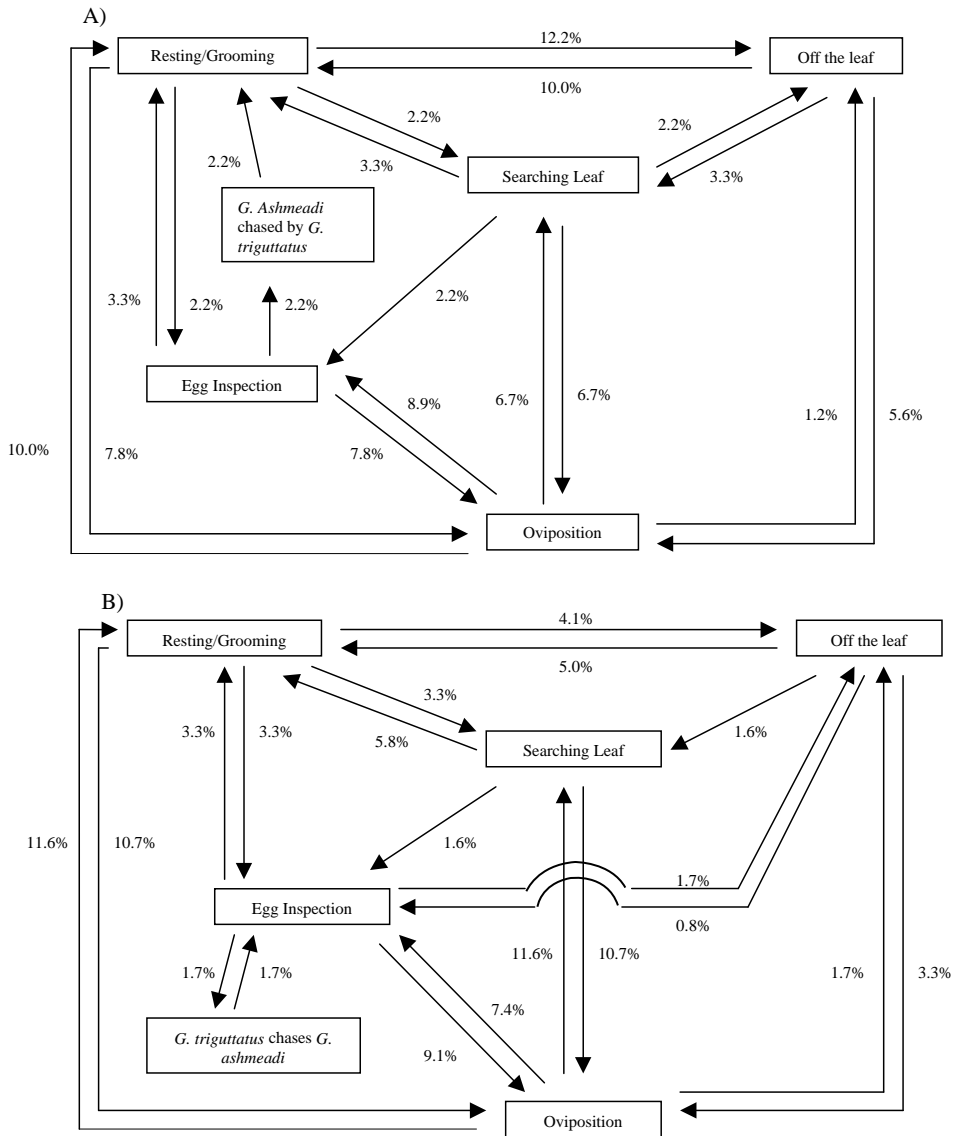 A)
Resting/Grooming
12.2%
Off the leaf
10.0%
2.2%
2.2%
2.2%
3.3%
Searching Leaf
3.3%
G. Ashmeadi
chased by G.
triguttatus
3.3%
2.2%
2.2%
2.2%
Egg Inspection
8.9%
6.7%
6.7%
1.2%
5.6%
10.0%
7.8%
7.8%
Oviposition
B)
Resting/Grooming
4.1%
Off the leaf
5.0%
3.3%
3.3%
3.3%
5.8%
Searching Leaf
1.6%
11.6%
10.7%
1.6%
1.7%
Egg Inspection
0.8%
11.6%
10.7%
1.7%
1.7%
1.7%
3.3%
7.4%
G. triguttatus chases G.
ashmeadi
9.1%
Oviposition